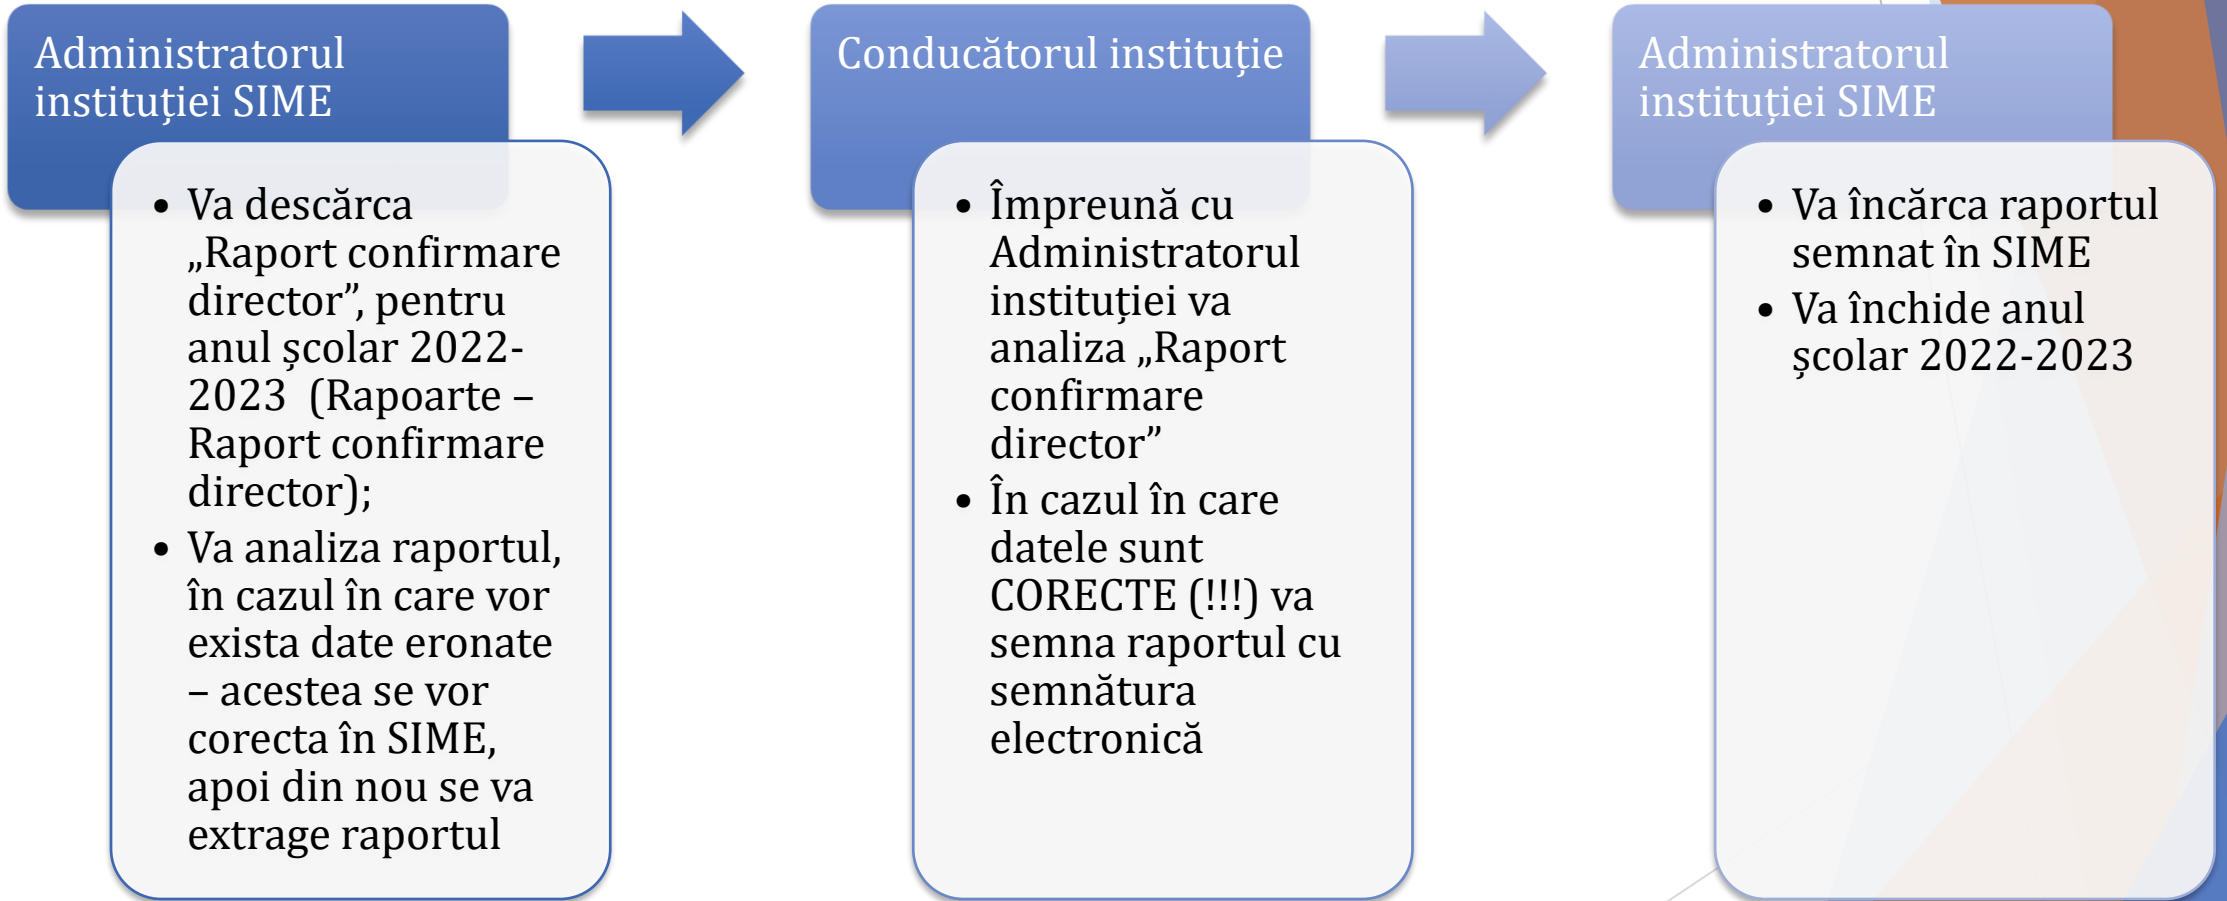 Administratorul
instituției SIME
• Va descărca
„Raport confirmare
director”, pentru
anul școlar 2022-
2023  (Rapoarte –
Raport confirmare
director);
• Va analiza raportul,
în cazul în care vor
exista date eronate
– acestea se vor
corecta în SIME,
apoi din nou se va
extrage raportul
Conducătorul instituție
• Împreună cu
Administratorul
instituției va
analiza „Raport
confirmare
director”
• În cazul în care
datele sunt
CORECTE (!!!) va
semna raportul cu
semnătura
electronică
Administratorul
instituției SIME
• Va încărca raportul
semnat în SIME
• Va închide anul
școlar 2022-2023